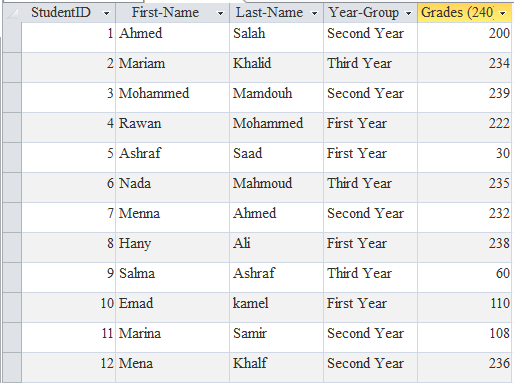 StudentID First-Name Last-Name Year-Group Grades (240
1 Ahmed Salah Second Year 200
2 Mariam Khalid Third Year 234
3 Mohammed Mamdouh Second Year 239
4 Rawan Mohammed First Year 222
5 Ashraf Saad First Year 30
6 Nada Mahmoud Third Year 235
7 Menna Ahmed Second Year 232
8 Hany Ali First Year 238
9 Salma Ashraf Third Year 60
10 Emad kamel First Year 110
11 Marina Samir Second Year 108
12 Mena Khalf Second Year 236